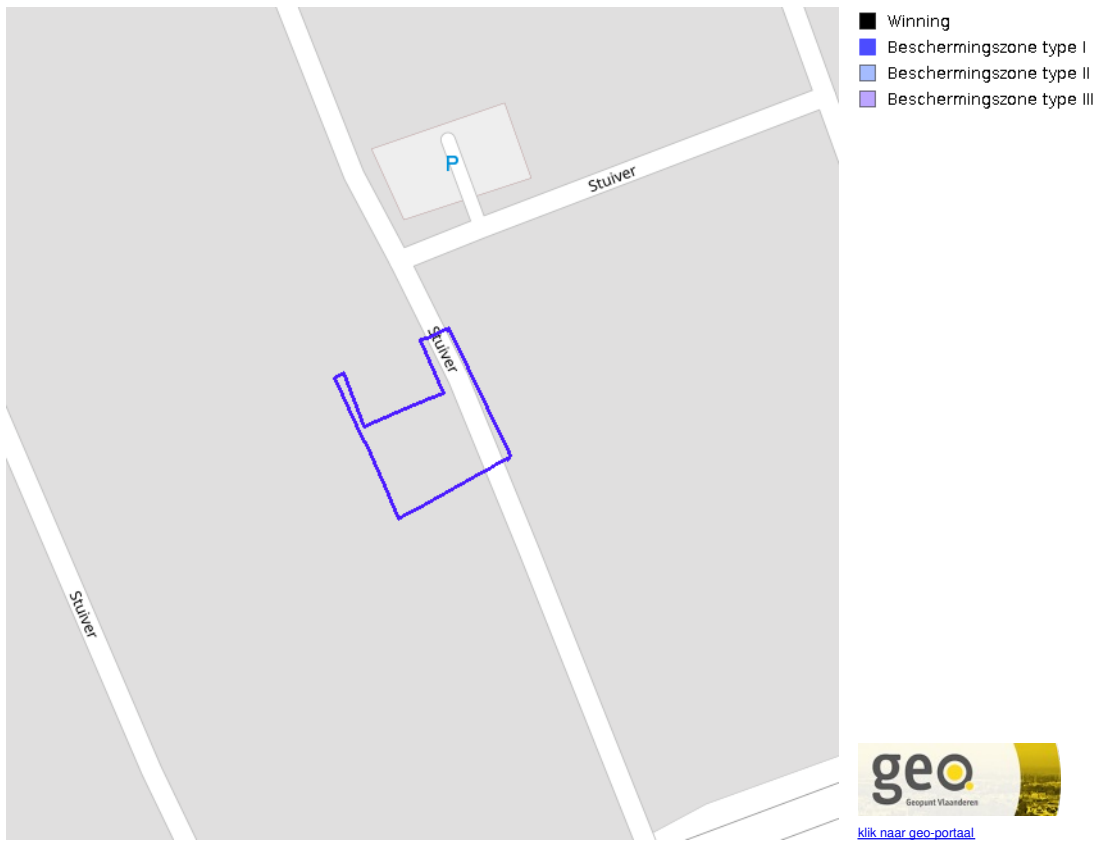 Winning
Beschermingszone type I
Beschermingszone type II
Beschermingszone type III
P
Stuiver
Stuiver
Stuiver
geo.
Geopunt Vlaanderen
klik naar geo-portaal